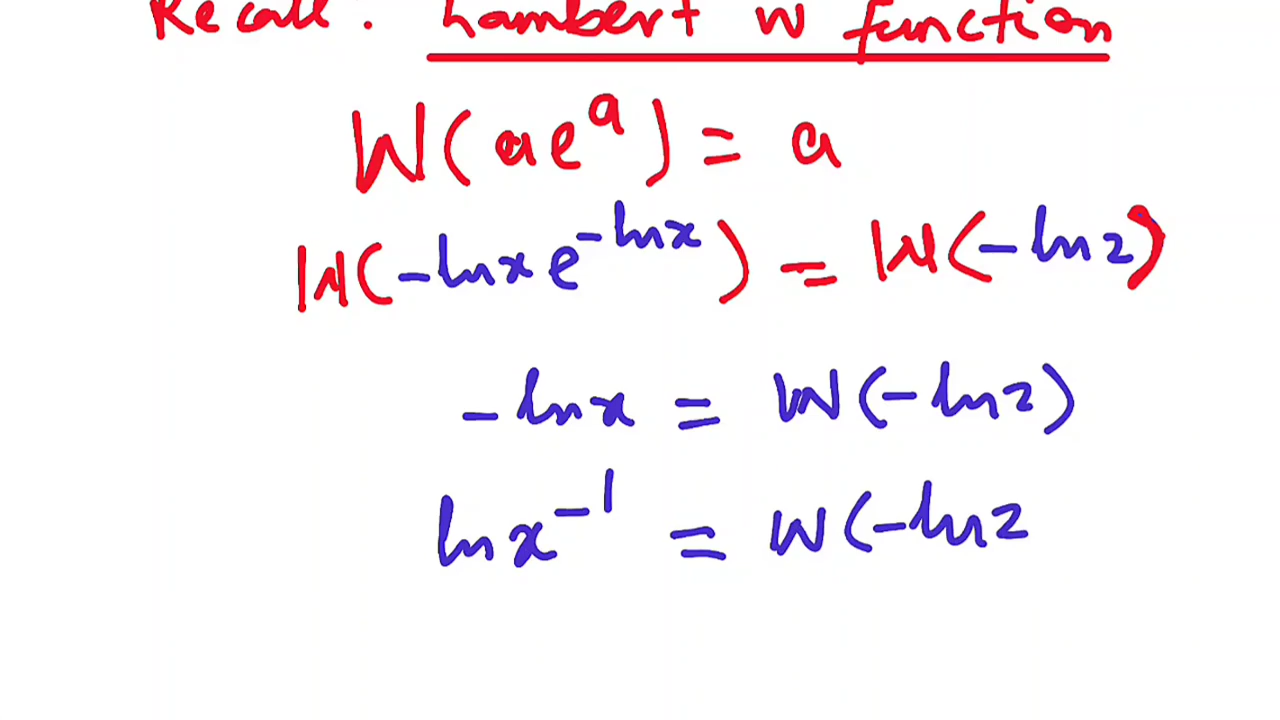 Recall: Lambert W function
W(ae^a) = a
W(-lnx e^-lnx) = W(-ln2)
-lnx = W(-ln2)
lnx^-1 = W(-ln2